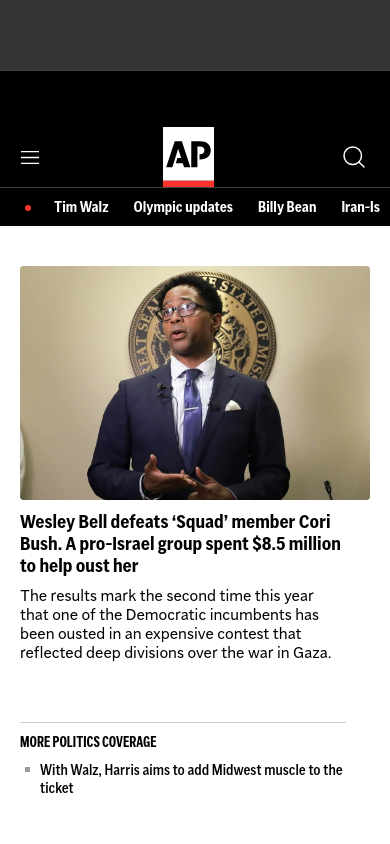 AP
Tim Walz Olympic updates Billy Bean Iran-Is
Wesley Bell defeats ‘Squad’ member Cori
Bush. A pro-Israel group spent $8.5 million
to help oust her
The results mark the second time this year
that one of the Democratic incumbents has
been ousted in an expensive contest that
reflected deep divisions over the war in Gaza.
MORE POLITICS COVERAGE
With Walz, Harris aims to add Midwest muscle to the
ticket